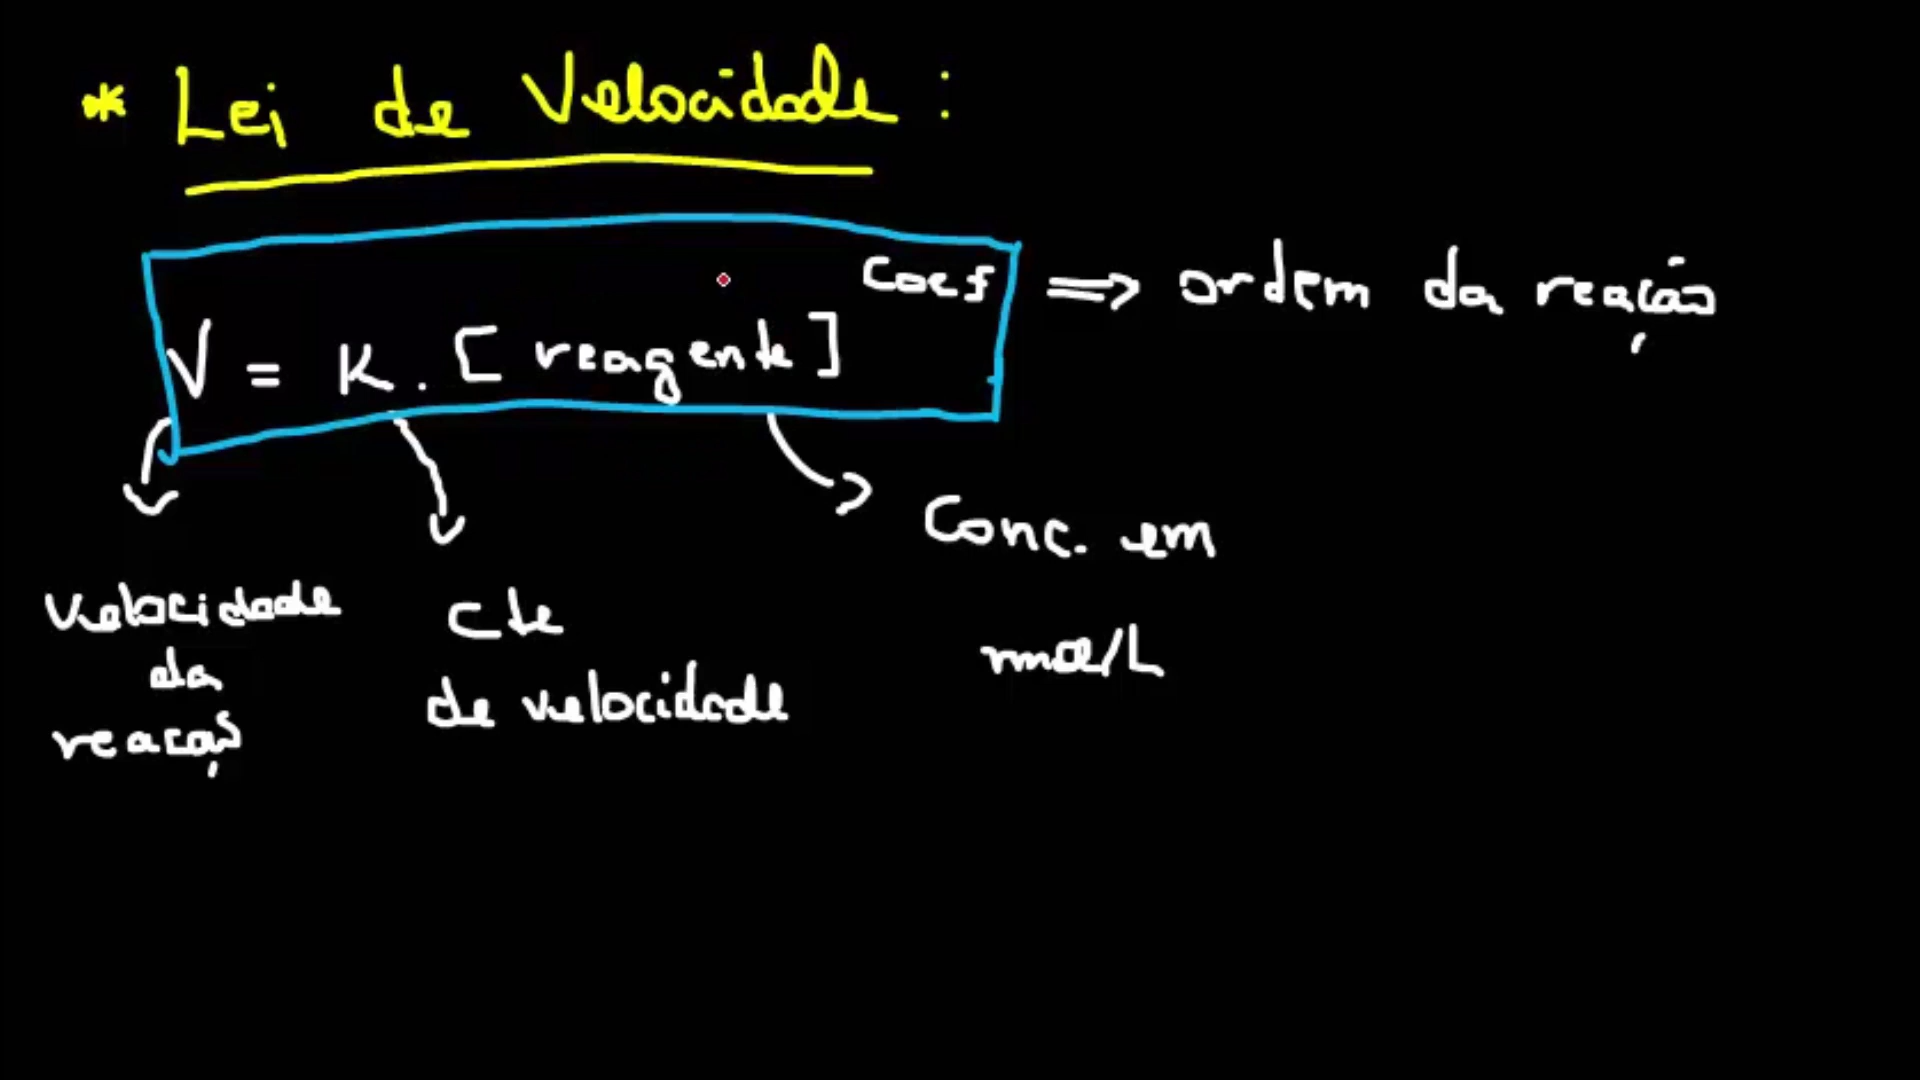 * Lei de Velocidade:
V = K . [reagente]^coef ⇒ ordem da reação
Velocidade
da
reação
cte
de velocidade
Conc. em
mol/L